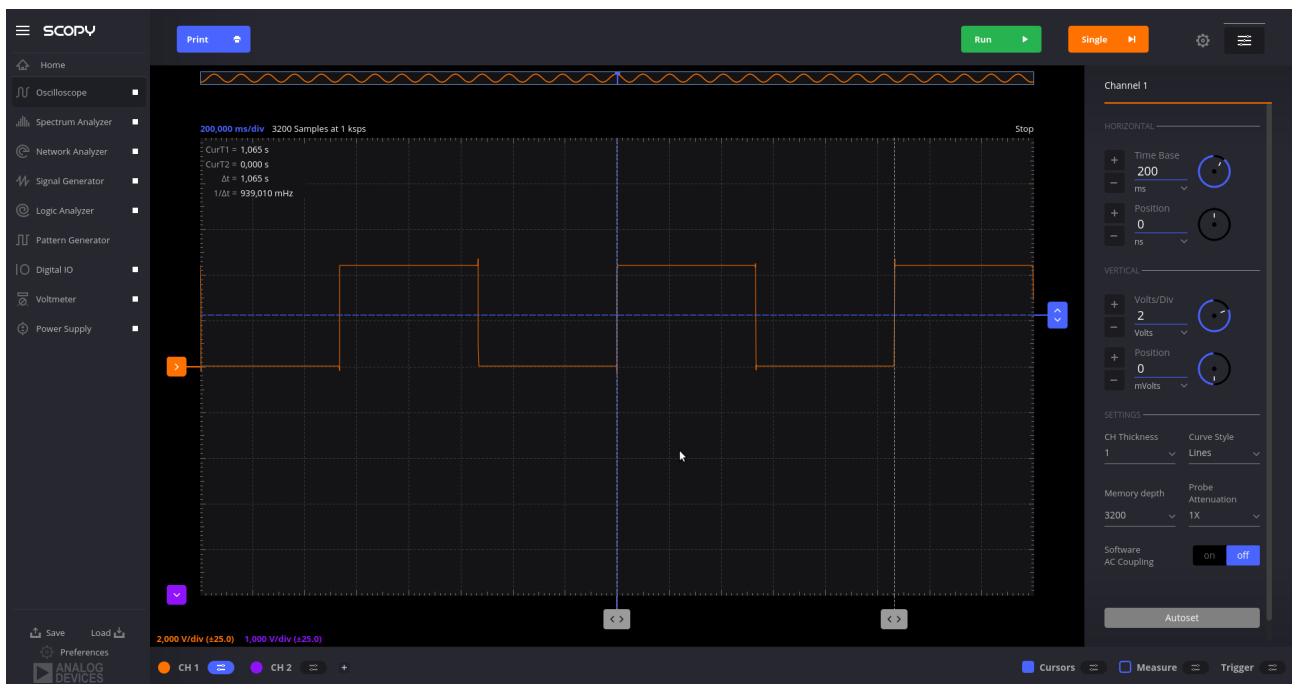 SCOPY
Print
Run
Single
Home
Oscilloscope
Spectrum Analyzer
Network Analyzer
Signal Generator
Logic Analyzer
Pattern Generator
Digital IO
Voltmeter
Power Supply
Save Load
Preferences
ANALOG
DEVICES
200,000 ms/div 3200 Samples at 1 ksps Stop
CurT1 = 1,065 s
CurT2 = 0,000 s
Δt = 1,065 s
1/Δt = 939,010 mHz
2,000 V/div (±25.0) 1,000 V/div (±25.0)
CH 1 CH 2 + Cursors Measure Trigger
Channel 1
HORIZONTAL
+ Time Base
200
− ms
+ Position
0
− ns
VERTICAL
+ Volts/Div
2
− Volts
+ Position
0
− mVolts
SETTINGS
CH Thickness Curve Style
1 Lines
Memory depth Probe Attenuation
3200 1X
Software
AC Coupling on off
Autoset